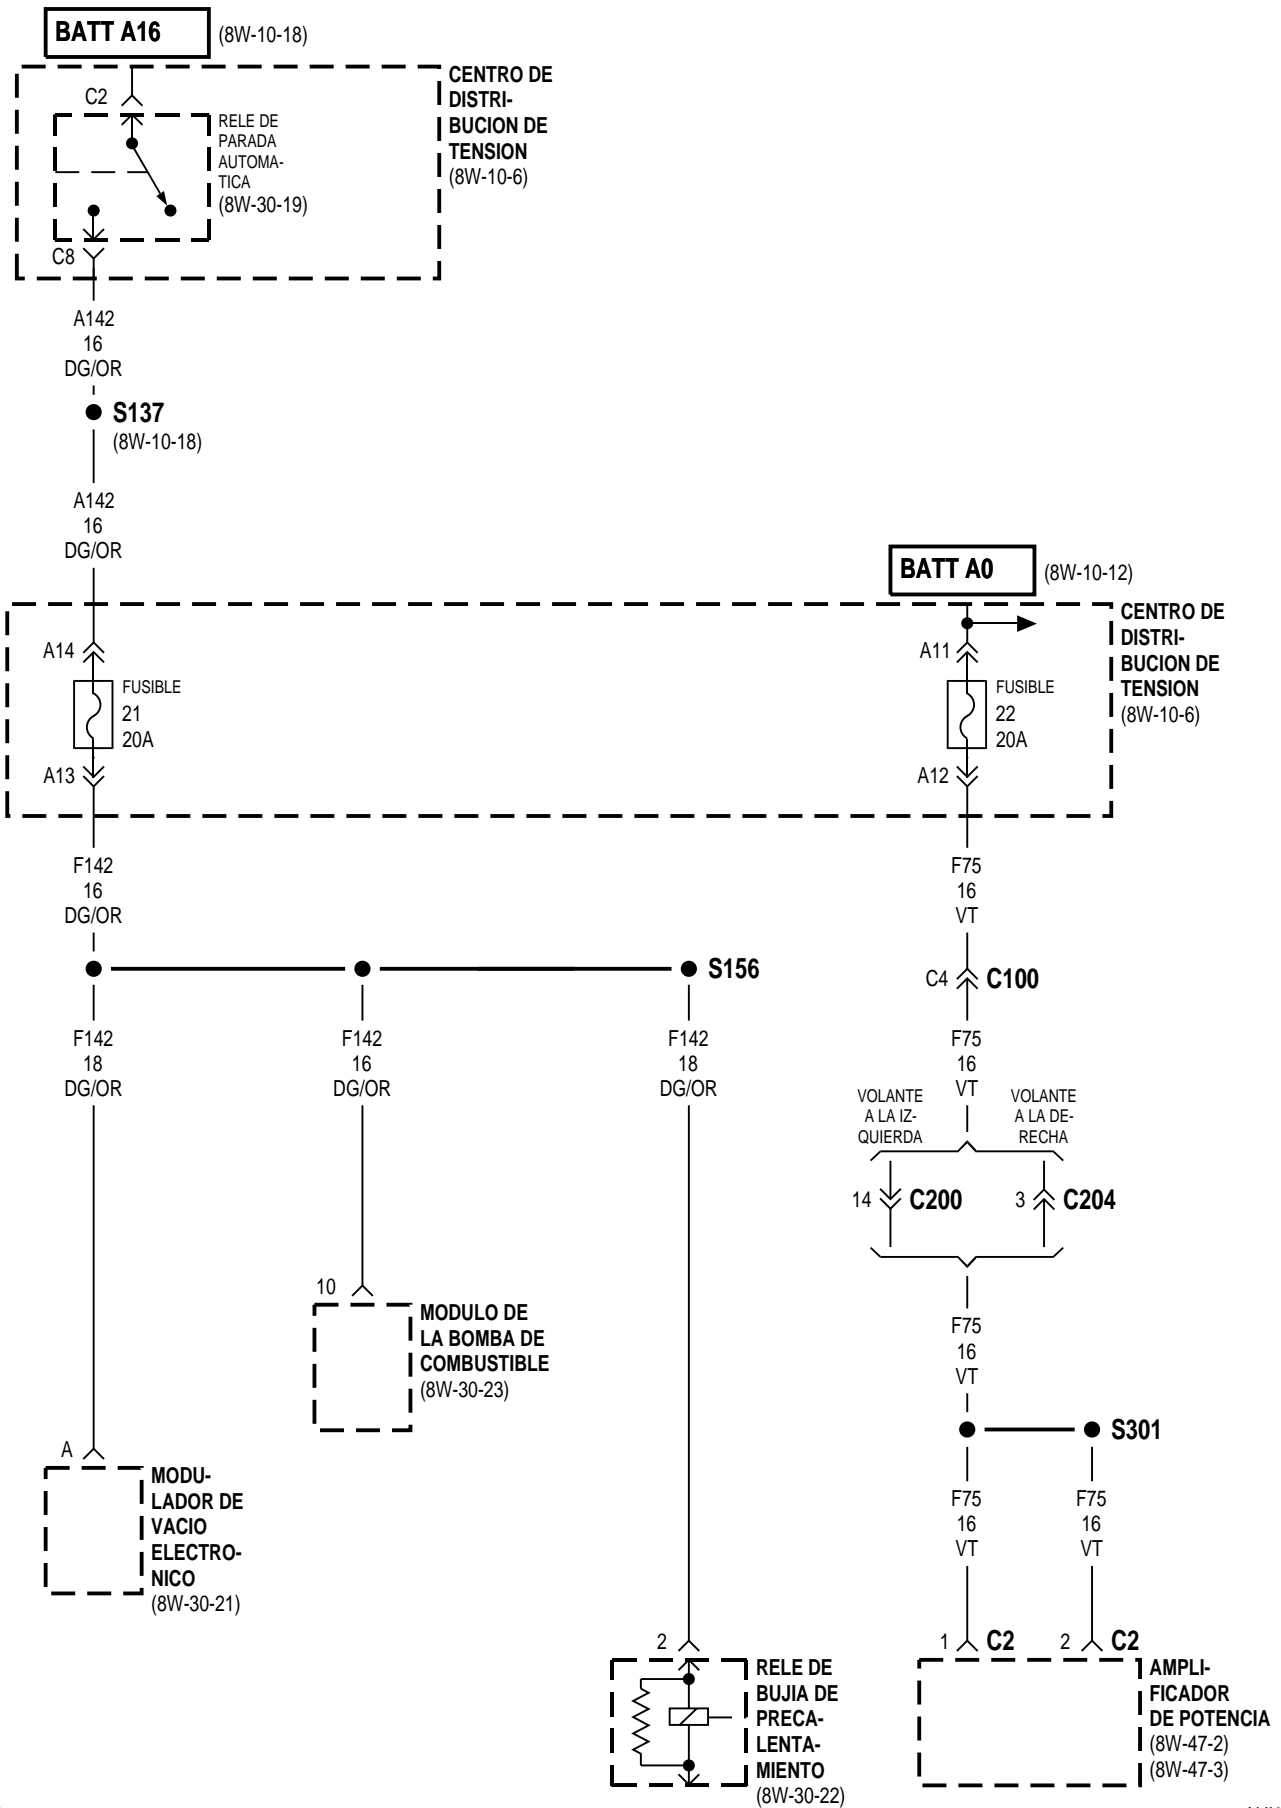 BATT A16 (8W-10-18)
C2
RELE DE
PARADA
AUTOMA-
TICA
(8W-30-19)
CENTRO DE
DISTRI-
BUCION DE
TENSION
(8W-10-6)
C8
A142
16
DG/OR
S137
(8W-10-18)
A142
16
DG/OR
BATT A0 (8W-10-12)
CENTRO DE
DISTRI-
BUCION DE
TENSION
(8W-10-6)
A14
FUSIBLE
21
20A
A13
A11
FUSIBLE
22
20A
A12
F142
16
DG/OR
F75
16
VT
S156
C4 C100
F142
18
DG/OR
F142
16
DG/OR
F142
18
DG/OR
F75
16
VT
VOLANTE
A LA IZ-
QUIERDA
VOLANTE
A LA DE-
RECHA
14 C200
3 C204
10
MODULO DE
LA BOMBA DE
COMBUSTIBLE
(8W-30-23)
F75
16
VT
S301
A
MODU-
LADOR DE
VACIO
ELECTRO-
NICO
(8W-30-21)
F75
16
VT
F75
16
VT
2
RELE DE
BUJIA DE
PRECA-
LENTA-
MIENTO
(8W-30-22)
1 C2
2 C2
AMPLI-
FICADOR
DE POTENCIA
(8W-47-2)
(8W-47-3)